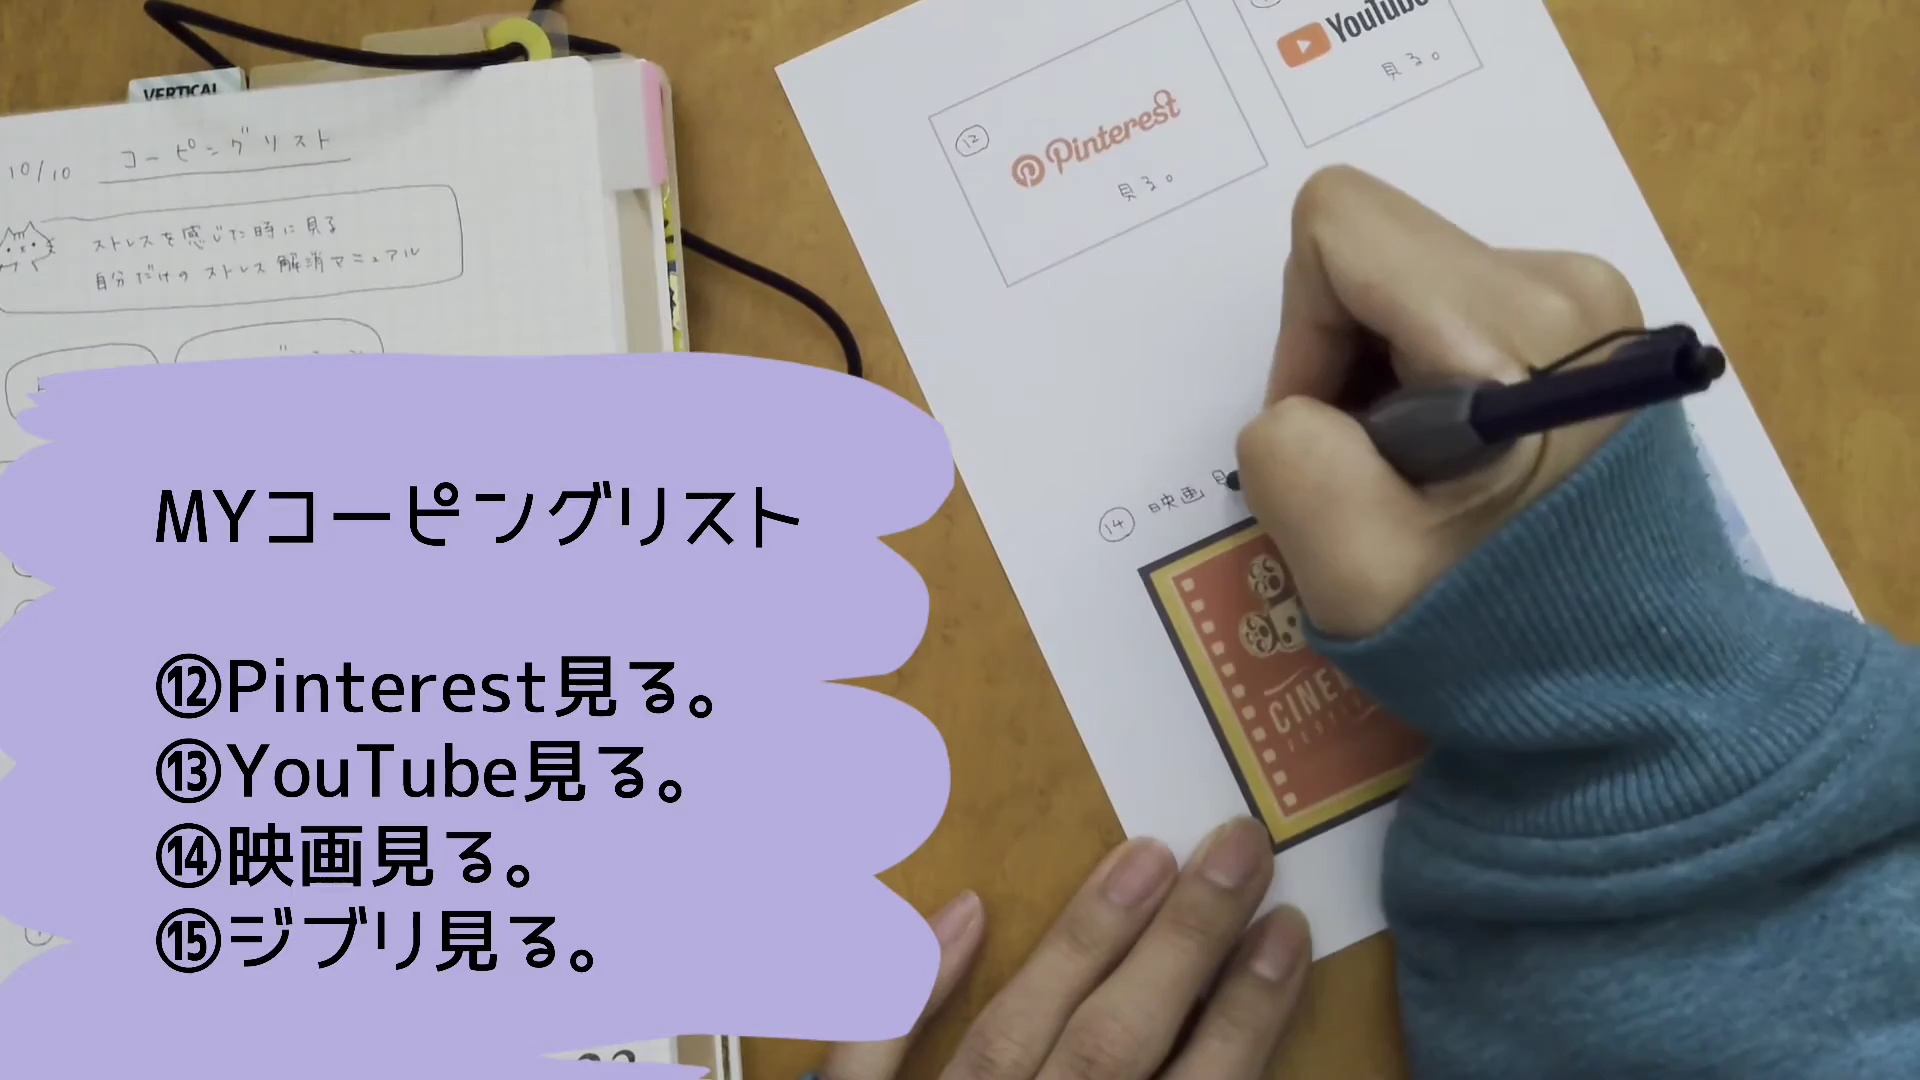 VERTICAL
10/10 コーピングリスト
ストレスを感じた時に見る
自分だけのストレス解消マニュアル
⑫
Pinterest
見る。
YouTube
見る。
⑭ 映画 見
CINE
MYコーピングリスト
⑫Pinterest見る。
⑬YouTube見る。
⑭映画見る。
⑮ジブリ見る。